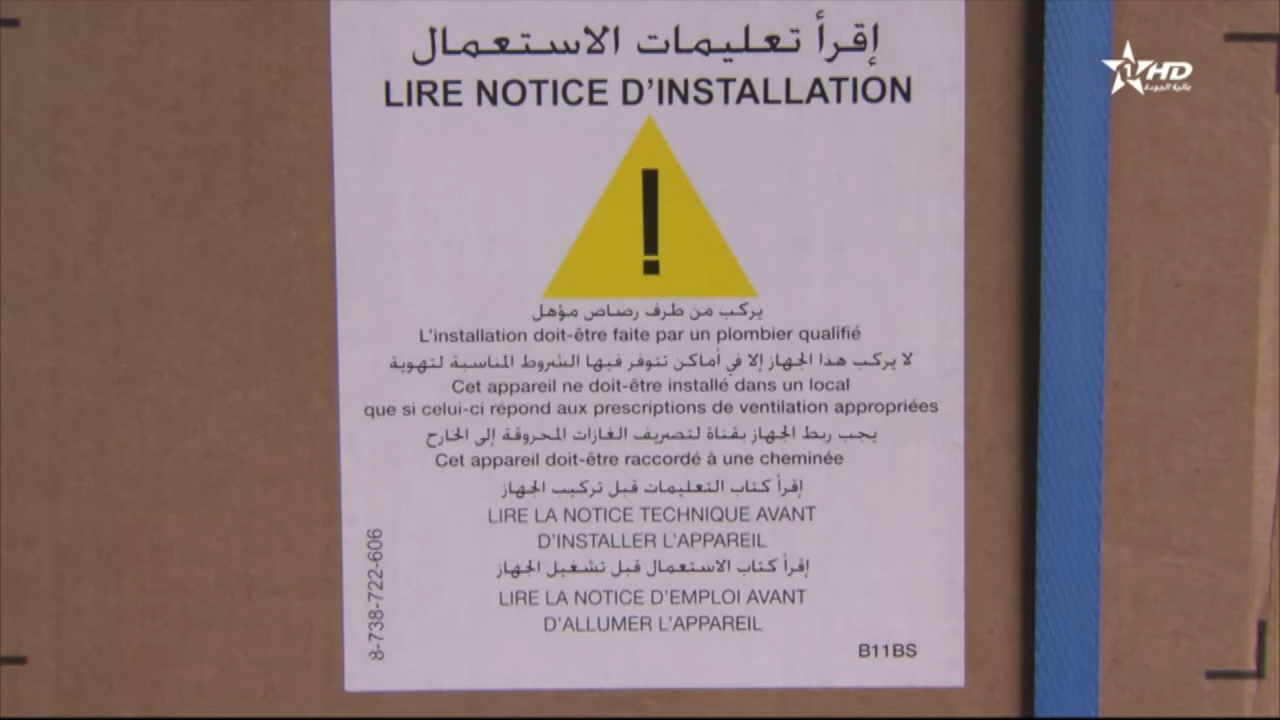 إقرأ تعليمات الاستعمال
LIRE NOTICE D'INSTALLATION
!
يركب من طرف رصاص مؤهل
L'installation doit-être faite par un plombier qualifié
لا يركب هذا الجهاز إلا في أماكن تتوفر فيها الشروط المناسبة لتهوية
Cet appareil ne doit-être installé dans un local
que si celui-ci répond aux prescriptions de ventilation appropriées
يجب ربط الجهاز بقناة لتصريف الغازات المحروقة إلى الخارج
Cet appareil doit-être raccordé à une cheminée
إقرأ كتاب التعليمات قبل تركيب الجهاز
LIRE LA NOTICE TECHNIQUE AVANT
D'INSTALLER L'APPAREIL
إقرأ كتاب الاستعمال قبل تشغيل الجهاز
LIRE LA NOTICE D'EMPLOI AVANT
D'ALLUMER L'APPAREIL
8-738-722-606
B11BS
1HD
عالية الجودة